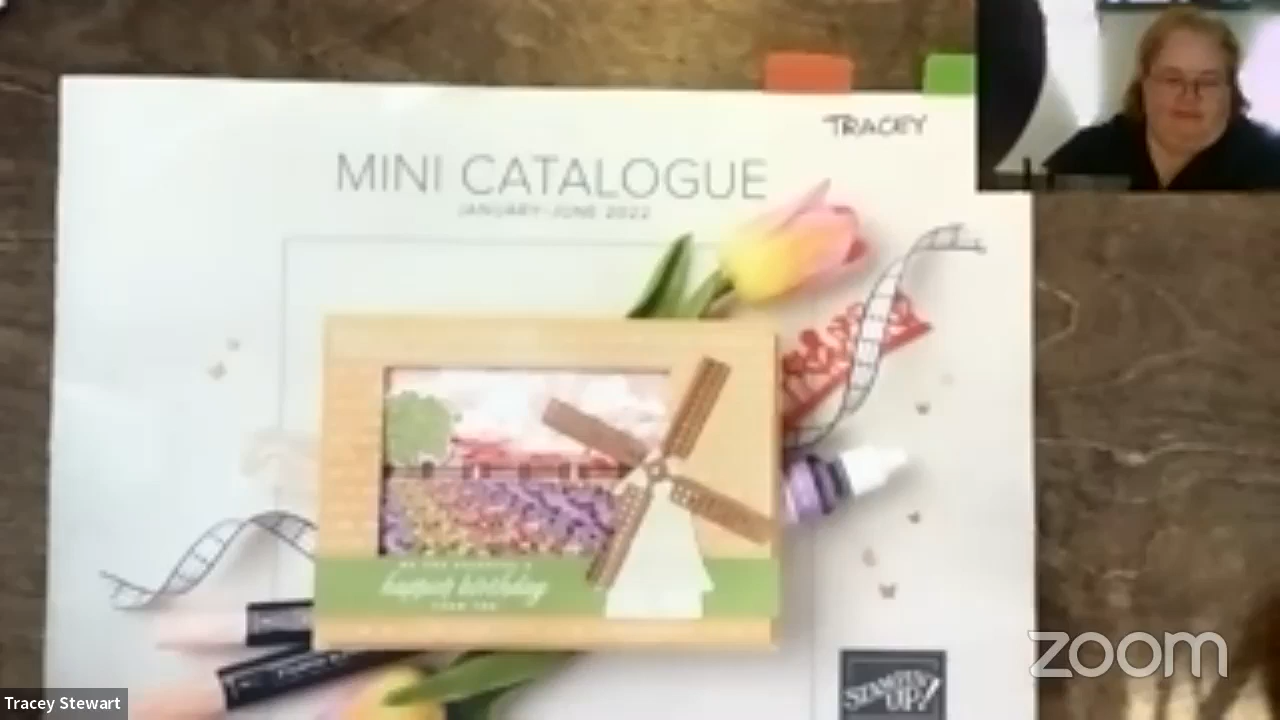 TRACEY
MINI CATALOGUE
JANUARY–JUNE 2022
happy birthday
STAMPIN'
UP!
zoom
Tracey Stewart